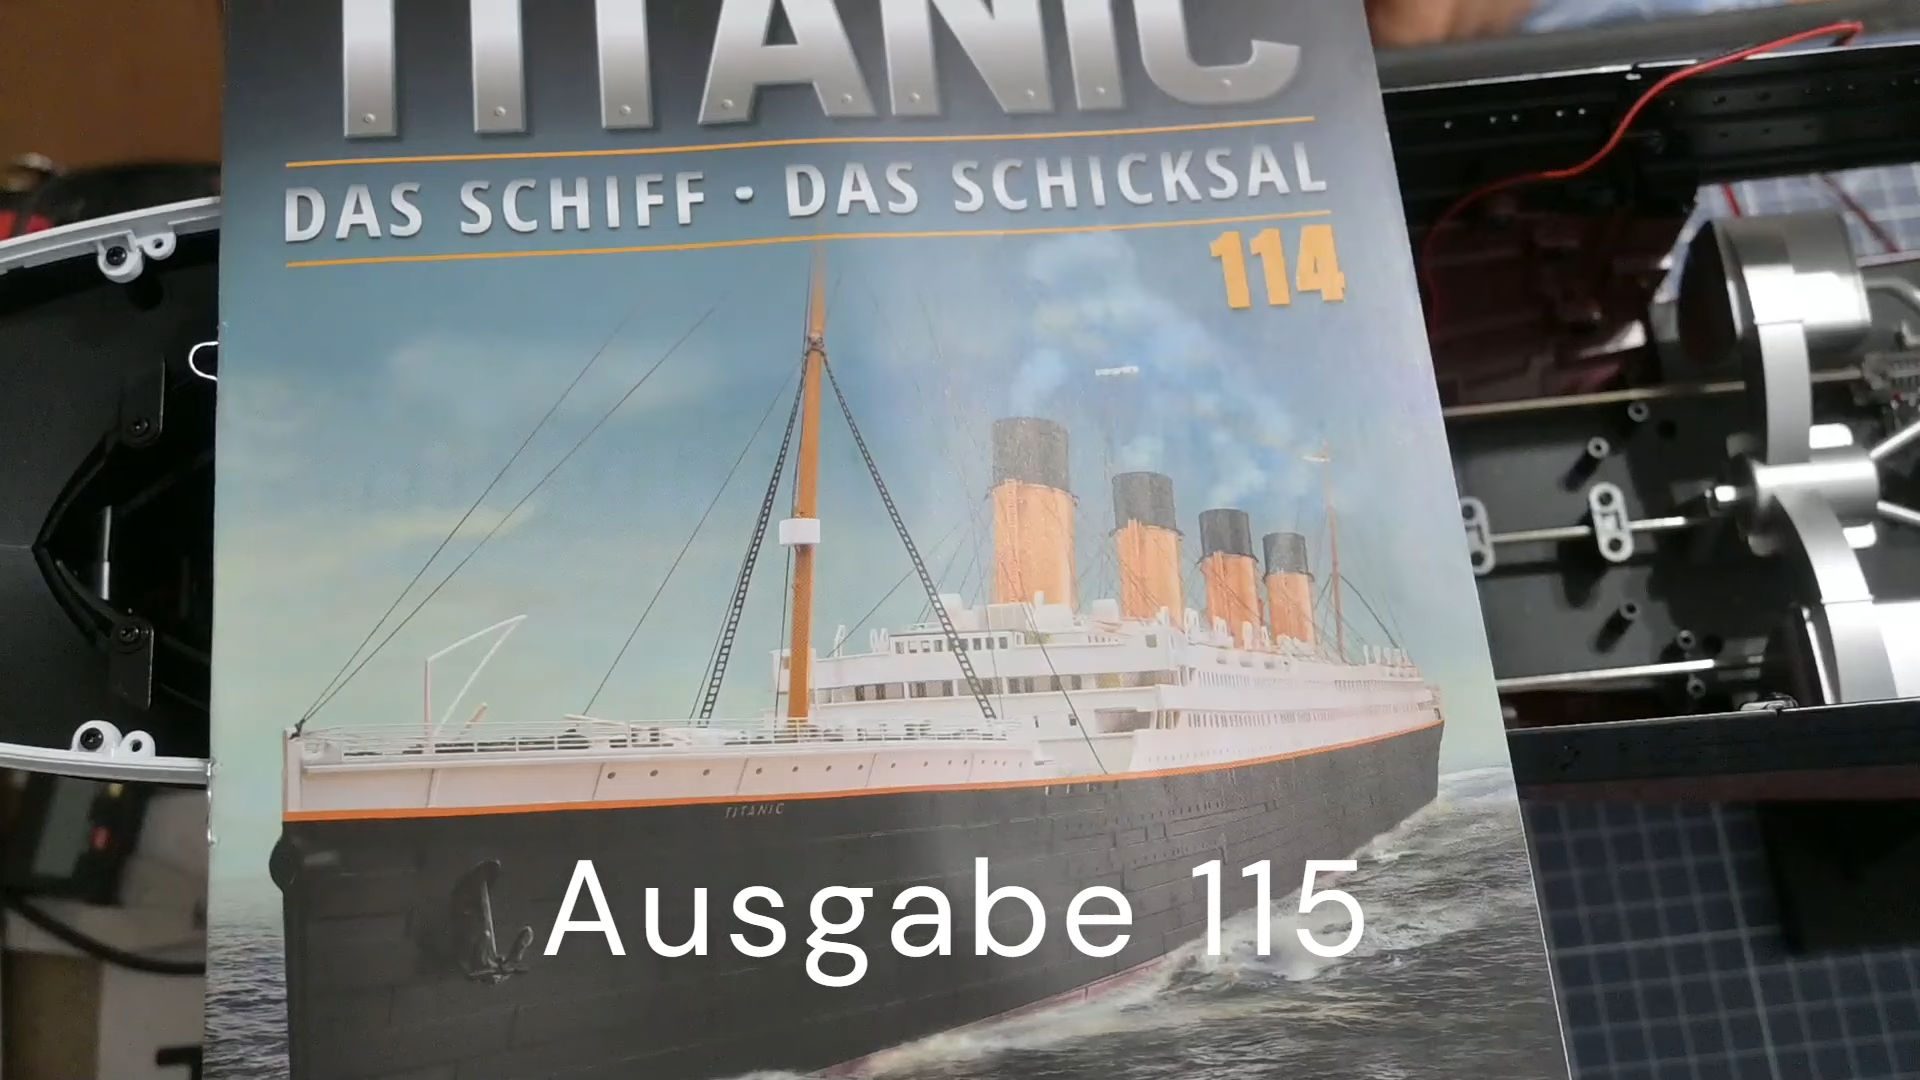 TITANIC
DAS SCHIFF · DAS SCHICKSAL
114
TITANIC
Ausgabe 115